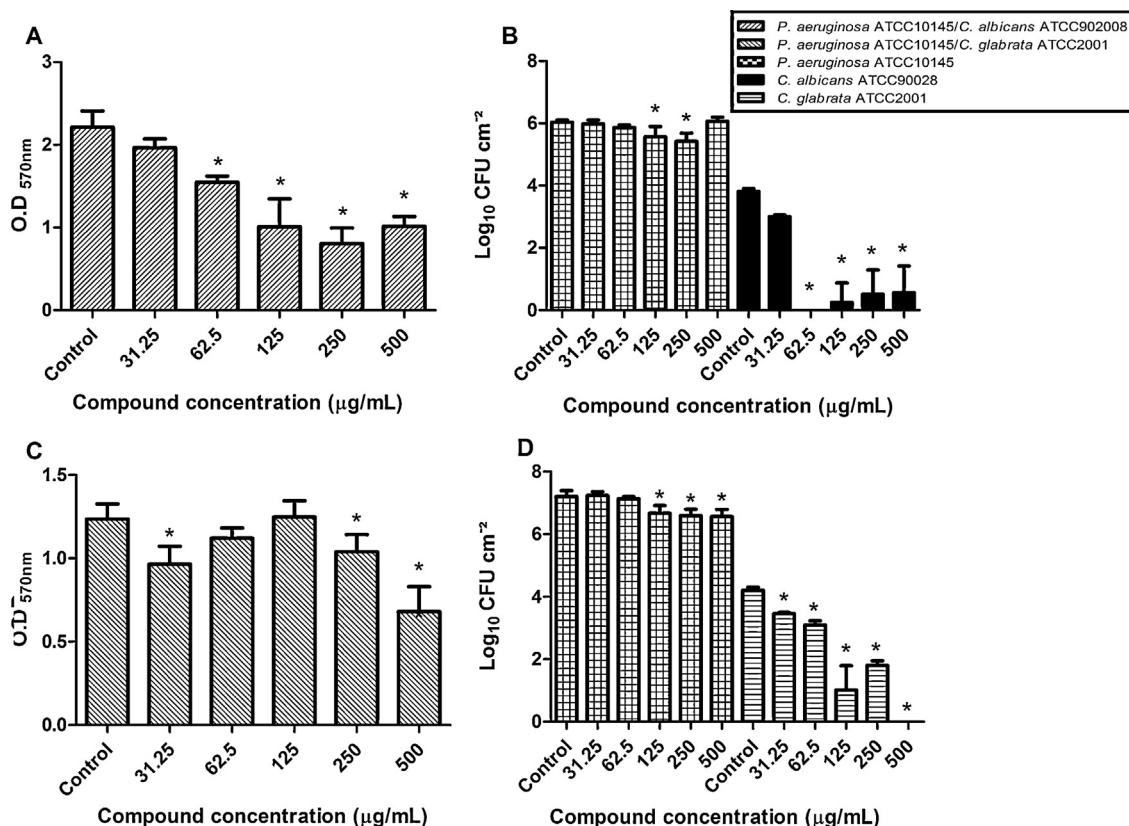 A
O.D 570nm
2
1
0
*
*
*
*
Control
31.25
62.5
125
250
500
Compound concentration (µg/mL)
B
P. aeruginosa ATCC10145/C. albicans ATCC902008
P. aeruginosa ATCC10145/C. glabrata ATCC2001
P. aeruginosa ATCC10145
C. albicans ATCC90028
C. glabrata ATCC2001
Log₁₀ CFU cm⁻²
8
6
4
2
0
*
*
*
*
*
*
Control
31.25
62.5
125
250
500
Control
31.25
62.5
125
250
500
Compound concentration (µg/mL)
C
O.D 570nm
1.5
1.0
0.5
0.0
*
*
*
Control
31.25
62.5
125
250
500
Compound concentration (µg/mL)
D
Log₁₀ CFU cm⁻²
8
6
4
2
0
*
*
*
*
*
*
*
*
Control
31.25
62.5
125
250
500
Control
31.25
62.5
125
250
500
Compound concentration (µg/mL)